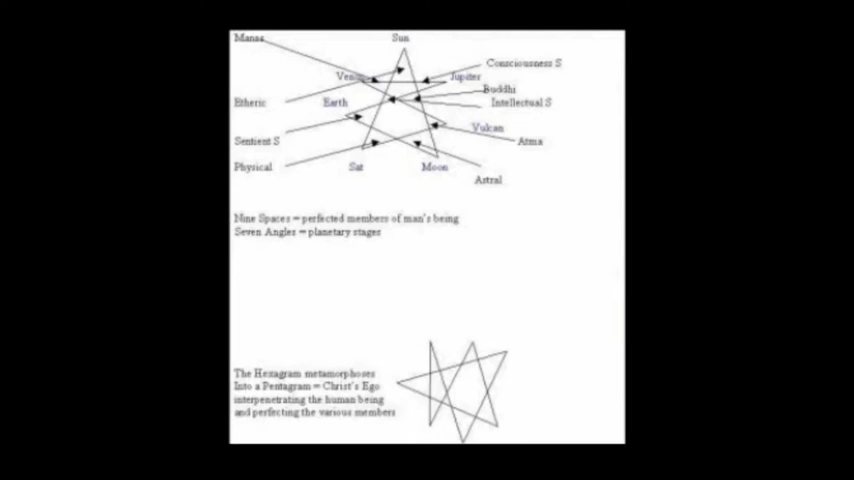 Manas
Sun
Consciousness S
Venus
Jupiter
Buddhi
Etheric
Earth
Intellectual S
Vulcan
Sentient S
Atma
Physical
Sat
Moon
Astral
Nine Spaces = perfected members of man's being
Seven Angles = planetary stages
The Hexagram metamorphoses
Into a Pentagram = Christ's Ego
interpenetrating the human being
and perfecting the various members